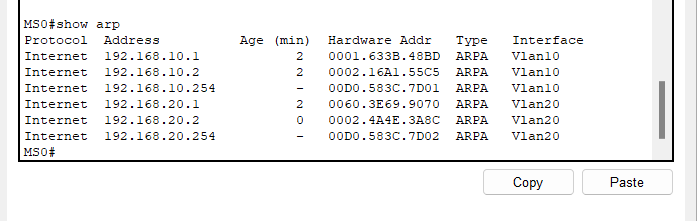 MS0#show arp
Protocol  Address          Age (min)  Hardware Addr   Type   Interface
Internet  192.168.10.1            2   0001.633B.48BD  ARPA   Vlan10
Internet  192.168.10.2            2   0002.16A1.55C5  ARPA   Vlan10
Internet  192.168.10.254          -   00D0.583C.7D01  ARPA   Vlan10
Internet  192.168.20.1            2   0060.3E69.9070  ARPA   Vlan20
Internet  192.168.20.2            0   0002.4A4E.3A8C  ARPA   Vlan20
Internet  192.168.20.254          -   00D0.583C.7D02  ARPA   Vlan20
MS0#
Copy Paste